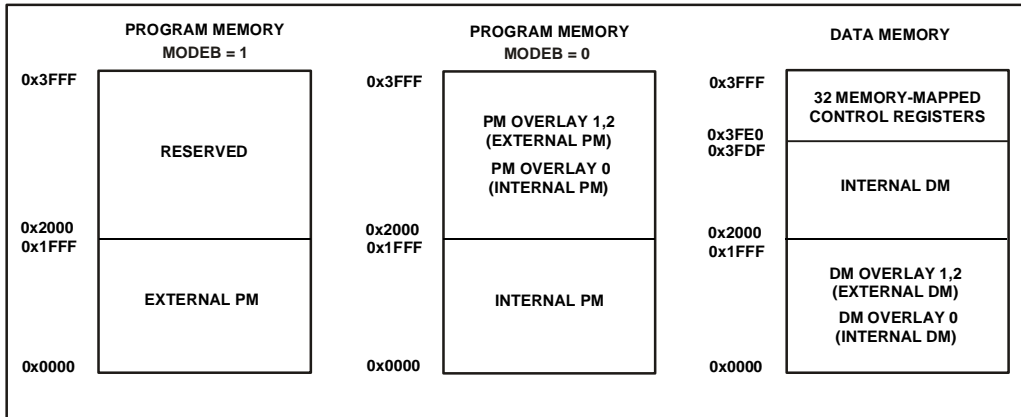 PROGRAM MEMORY
MODEB = 1
0x3FFF
RESERVED
0x2000
0x1FFF
EXTERNAL PM
0x0000
PROGRAM MEMORY
MODEB = 0
0x3FFF
PM OVERLAY 1,2
(EXTERNAL PM)
PM OVERLAY 0
(INTERNAL PM)
0x2000
0x1FFF
INTERNAL PM
0x0000
DATA MEMORY
0x3FFF
32 MEMORY-MAPPED
CONTROL REGISTERS
0x3FE0
0x3FDF
INTERNAL DM
0x2000
0x1FFF
DM OVERLAY 1,2
(EXTERNAL DM)
DM OVERLAY 0
(INTERNAL DM)
0x0000